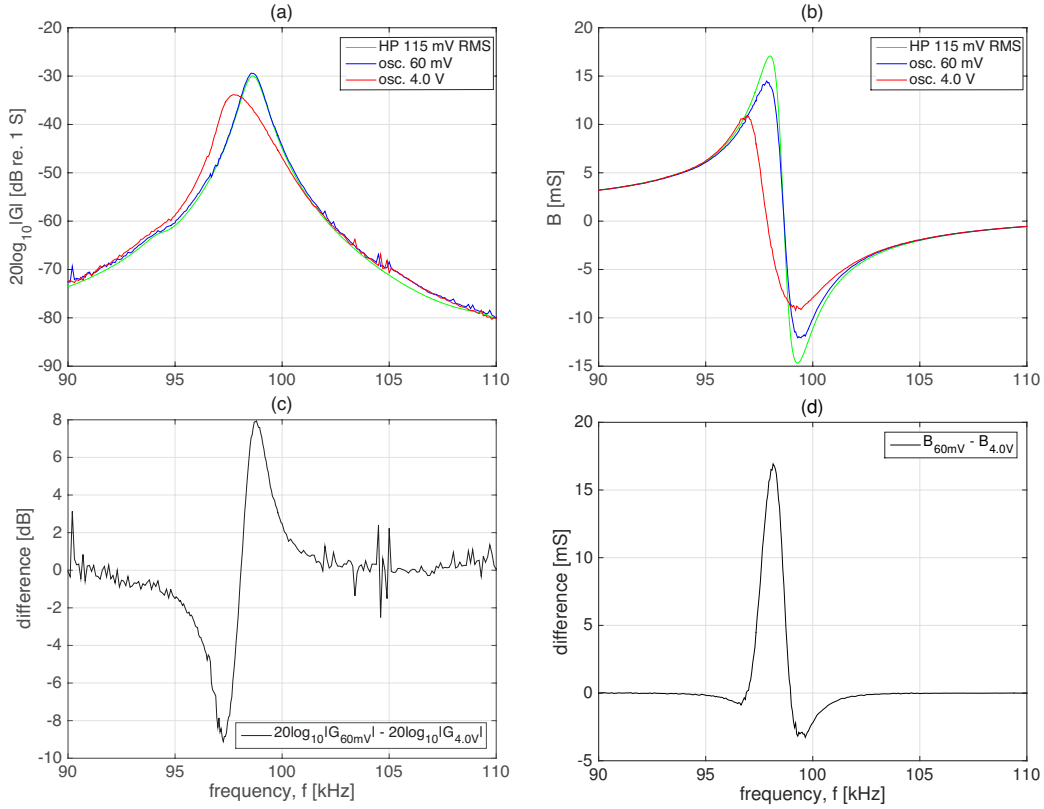 (a)
-20
-30
-40
-50
-60
-70
-80
-90
20log10|G| [dB re. 1 S]
HP 115 mV RMS
osc. 60 mV
osc. 4.0 V
90 95 100 105 110
(b)
20
15
10
5
0
-5
-10
-15
B [mS]
HP 115 mV RMS
osc. 60 mV
osc. 4.0 V
90 95 100 105 110
(c)
8
6
4
2
0
-2
-4
-6
-8
-10
difference [dB]
20log10|G60mV| - 20log10|G4.0V|
90 95 100 105 110
frequency, f [kHz]
(d)
20
15
10
5
0
-5
difference [mS]
B60mV - B4.0V
90 95 100 105 110
frequency, f [kHz]